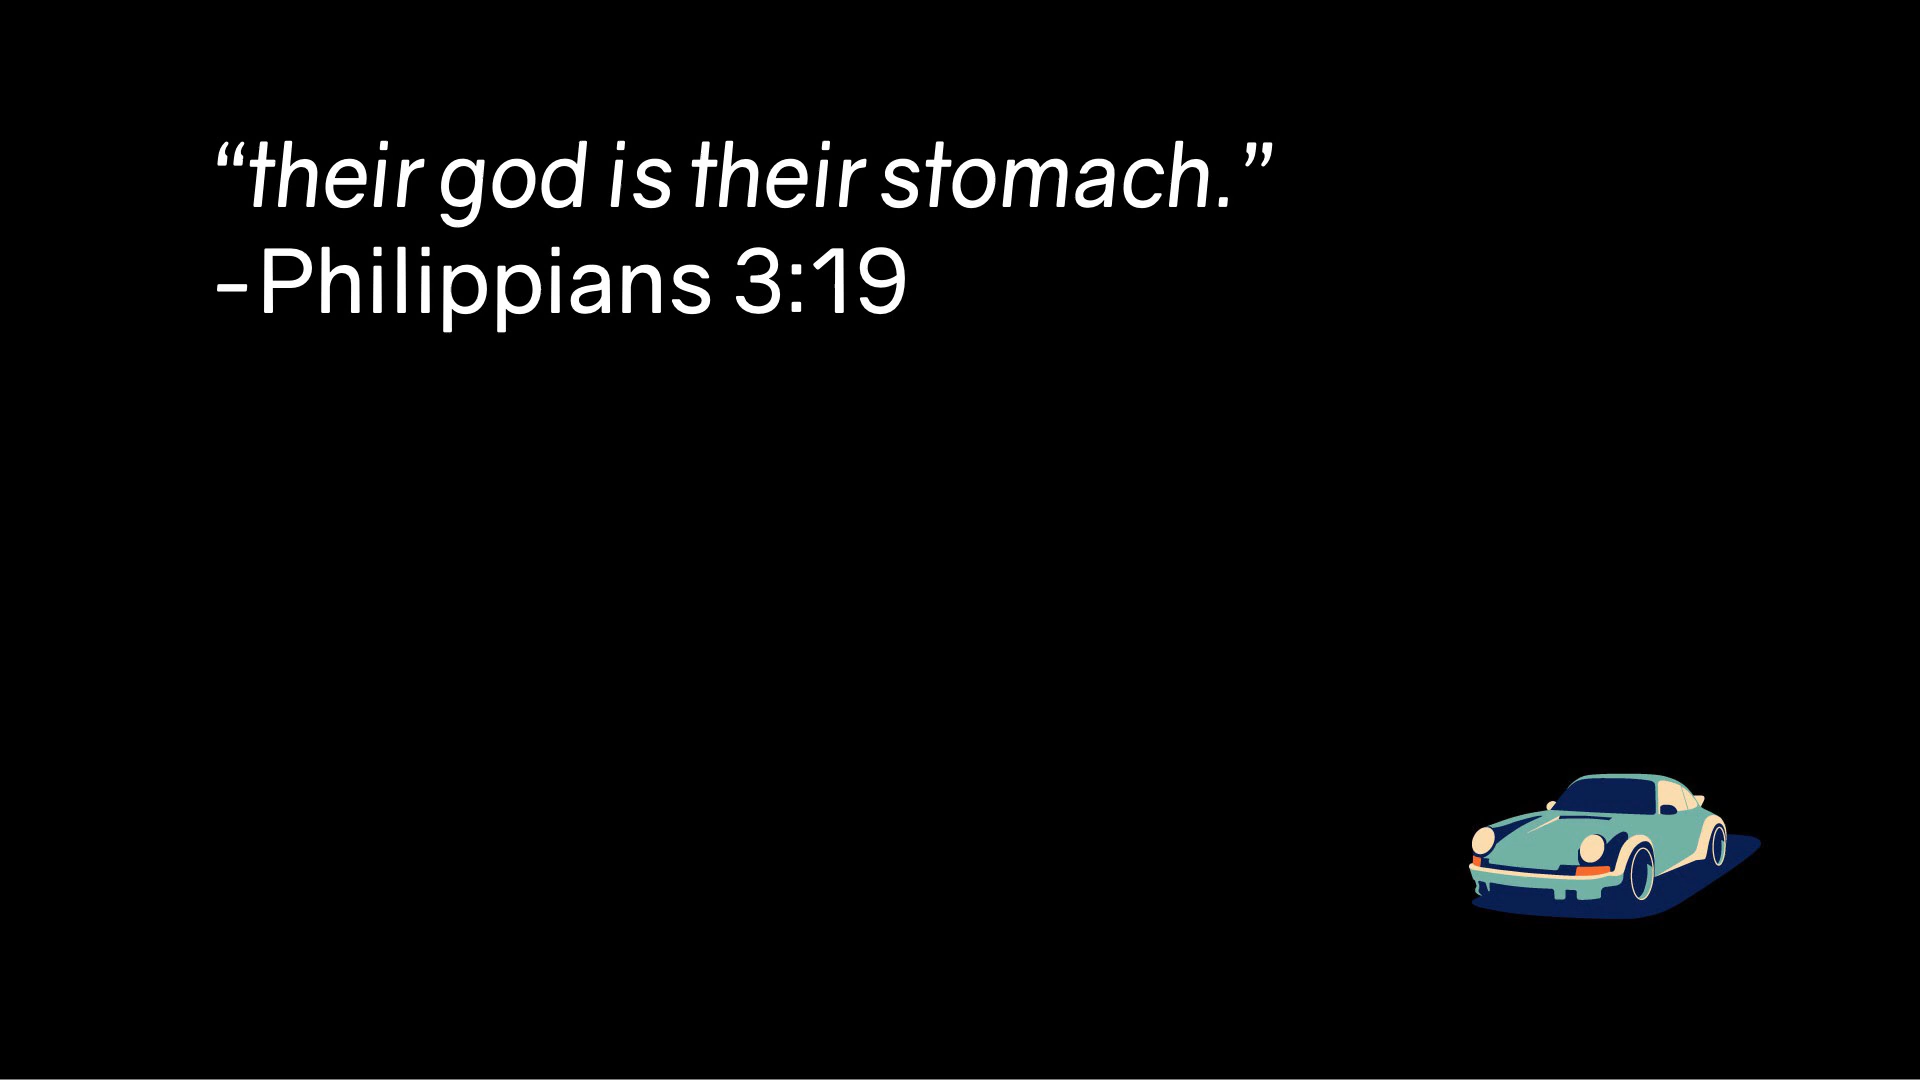 “their god is their stomach.”
-Philippians 3:19